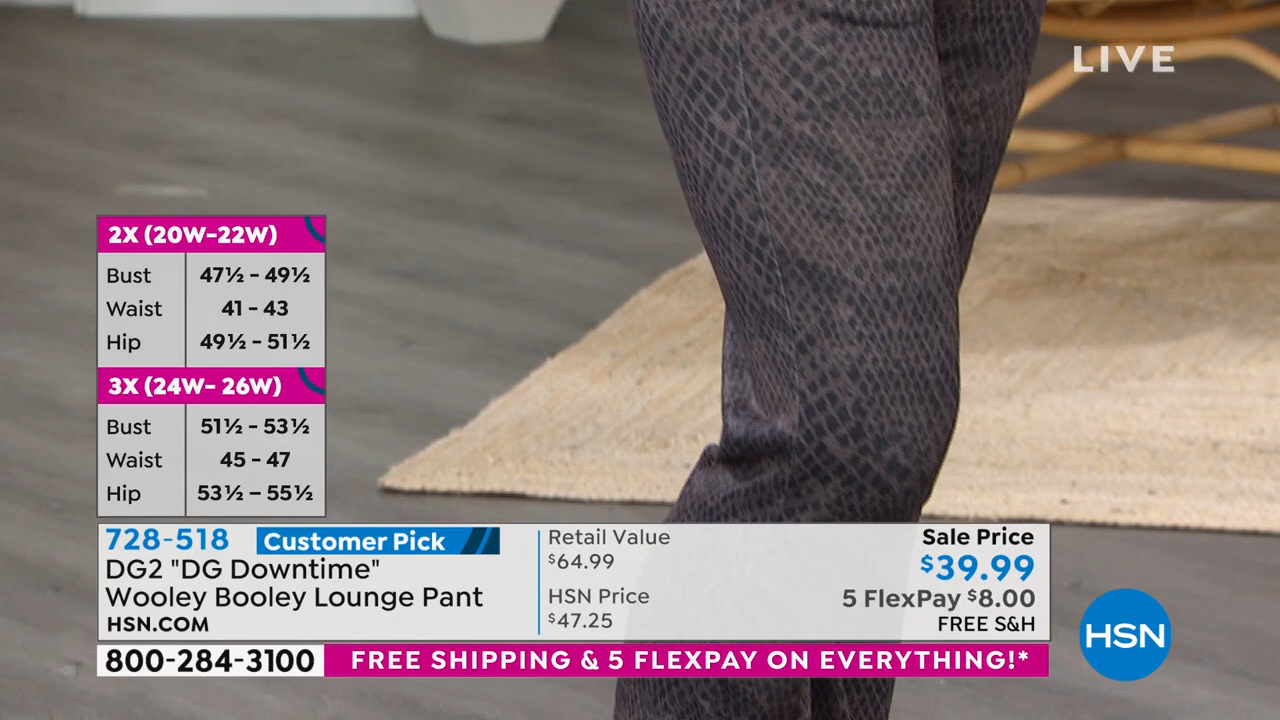 LIVE
2X (20W-22W)
Bust 47½ - 49½
Waist 41 - 43
Hip 49½ - 51½
3X (24W- 26W)
Bust 51½ - 53½
Waist 45 - 47
Hip 53½ - 55½
728-518 Customer Pick
DG2 "DG Downtime"
Wooley Booley Lounge Pant
HSN.COM
Retail Value
$64.99
HSN Price
$47.25
Sale Price
$39.99
5 FlexPay $8.00
FREE S&H
HSN
800-284-3100 FREE SHIPPING & 5 FLEXPAY ON EVERYTHING!*